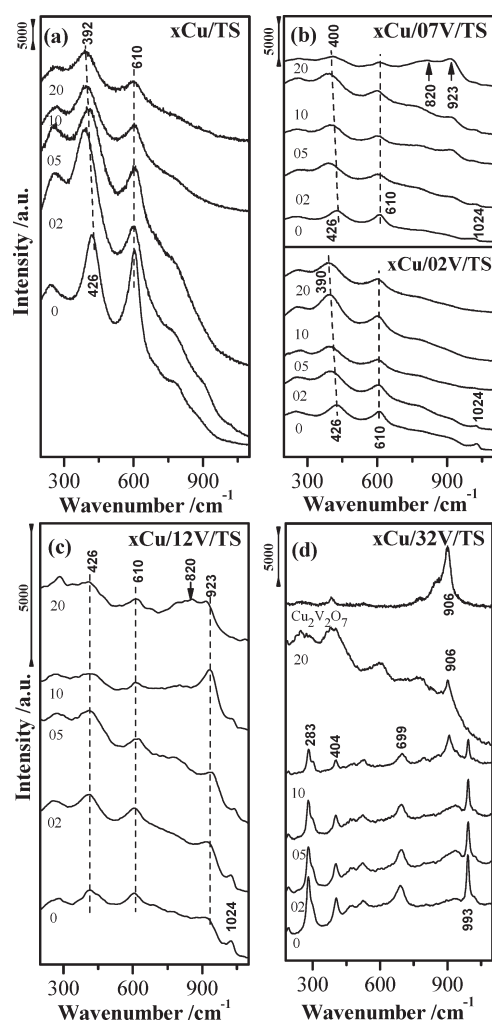 5000
(a)
392
xCu/TS
610
20
10
05
02
426
0
Intensity /a.u.
300 600 900
Wavenumber /cm-1
5000
(b)
xCu/07V/TS
400
20
820
923
10
05
02
610
0
426
1024
xCu/02V/TS
390
20
10
05
02
1024
0
426
610
300 600 900
Wavenumber /cm-1
(c)
xCu/12V/TS
5000
426
610
820
923
20
10
05
02
1024
0
Intensity /a.u.
300 600 900
Wavenumber /cm-1
5000
(d)
xCu/32V/TS
Cu2V2O7
906
20
906
283
404
699
10
05
02
993
0
300 600 900
Wavenumber /cm-1